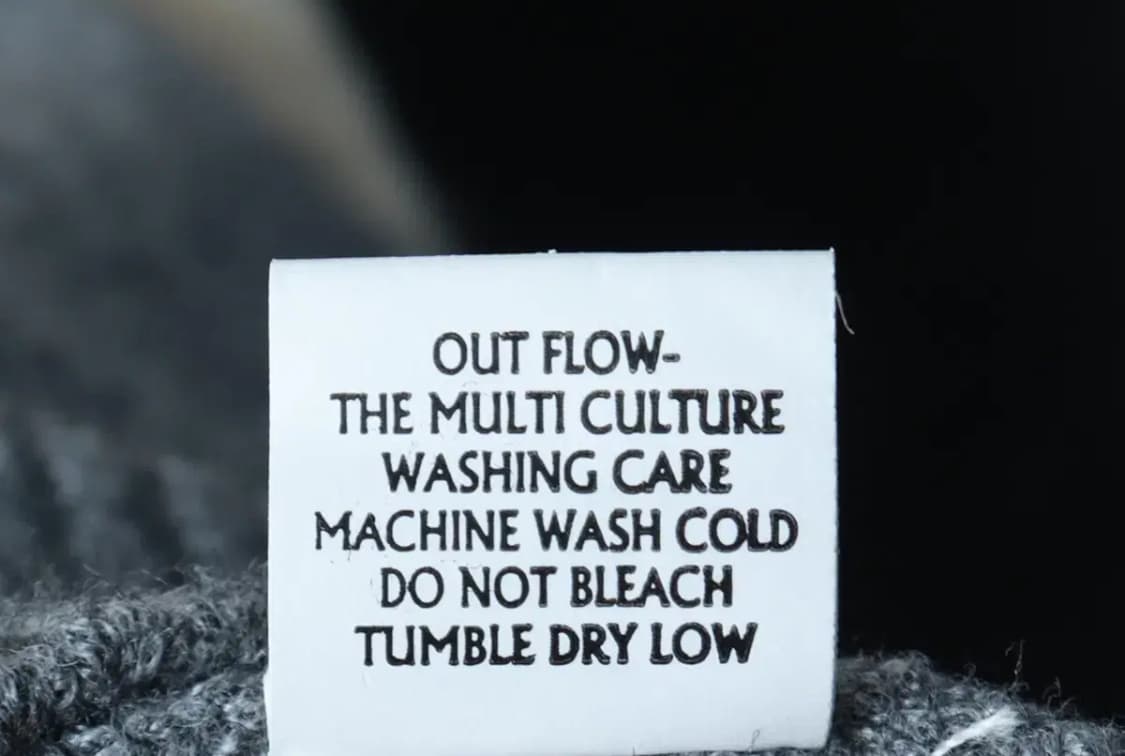 OUT FLOW-
THE MULTI CULTURE
WASHING CARE
MACHINE WASH COLD
DO NOT BLEACH
TUMBLE DRY LOW